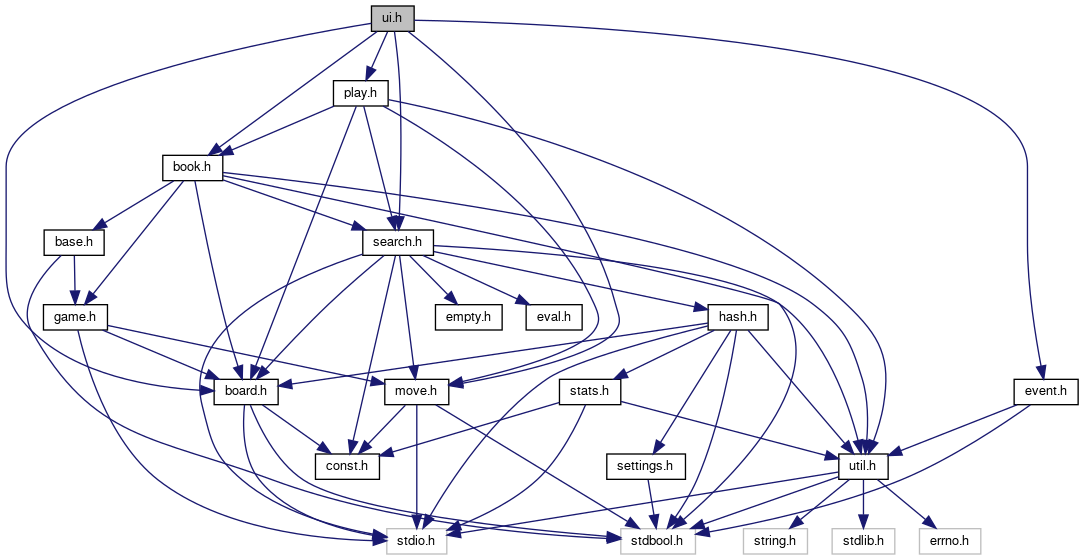 ui.h
play.h
book.h
base.h
search.h
game.h
empty.h
eval.h
hash.h
board.h
move.h
stats.h
event.h
const.h
settings.h
util.h
stdio.h
stdbool.h
string.h
stdlib.h
errno.h